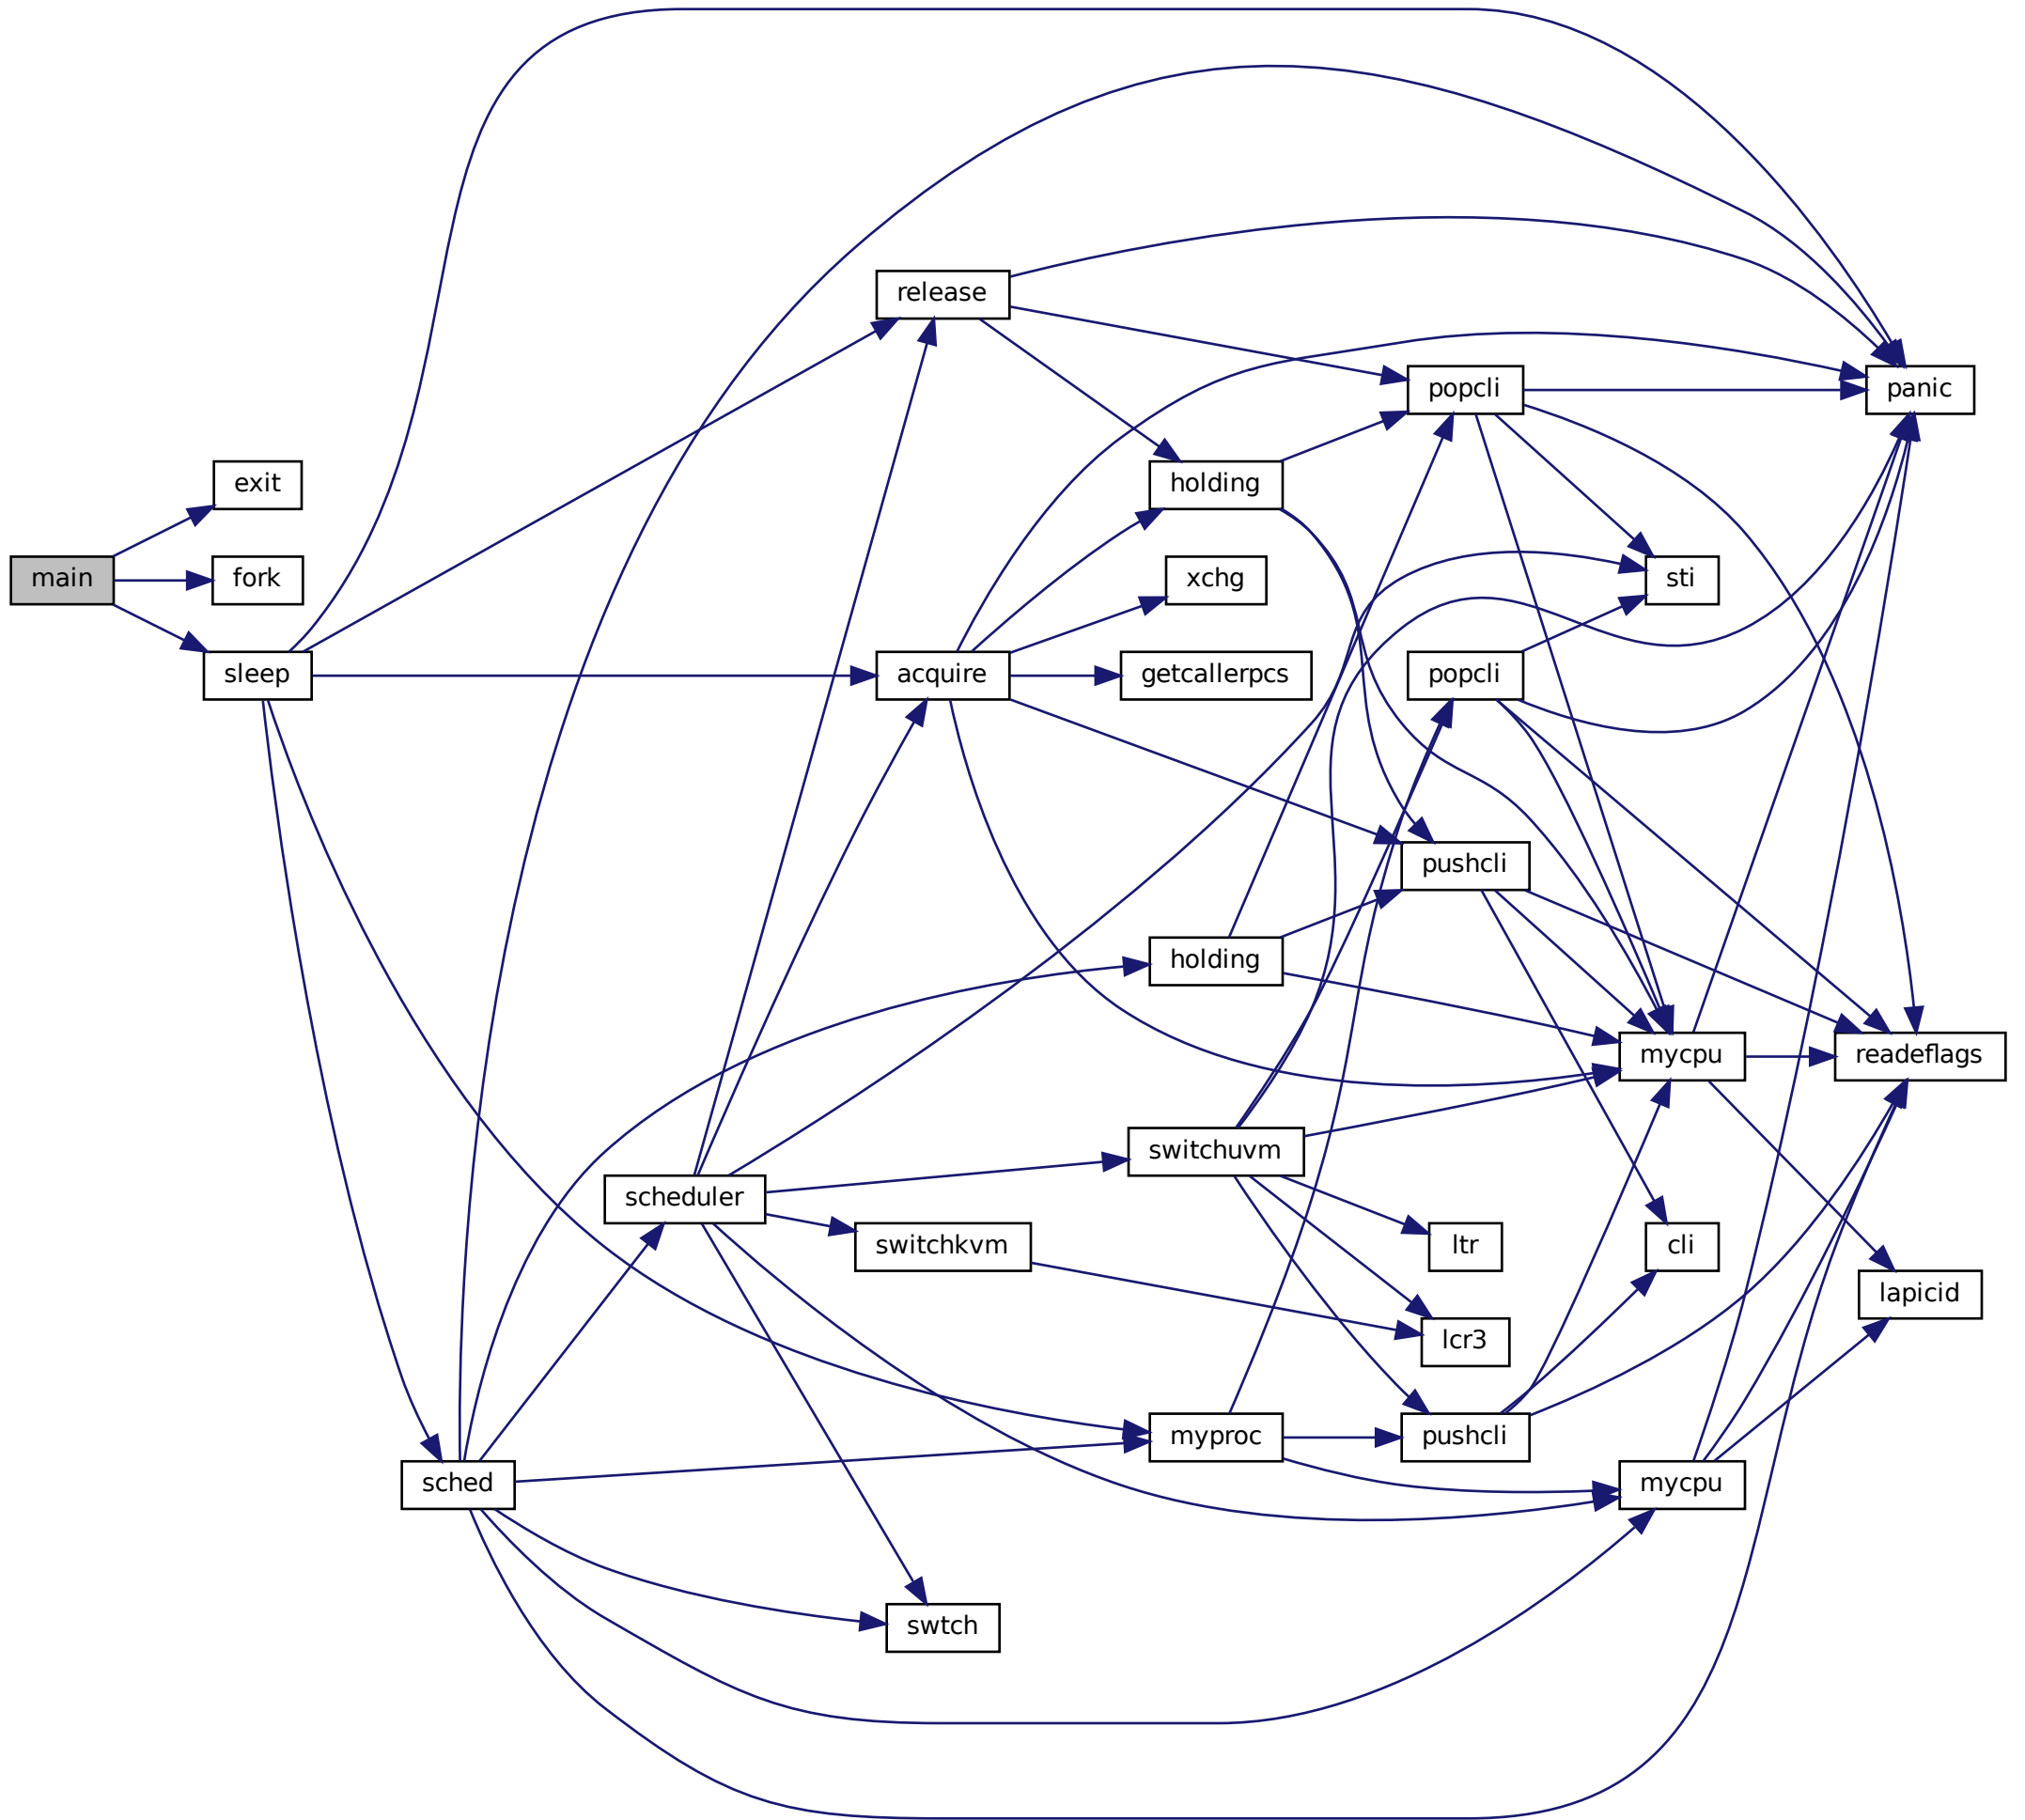 main
exit
fork
sleep
sched
scheduler
release
acquire
switchkvm
swtch
holding
xchg
getcallerpcs
holding
switchuvm
myproc
popcli
popcli
pushcli
ltr
lcr3
pushcli
sti
mycpu
cli
mycpu
panic
readeflags
lapicid